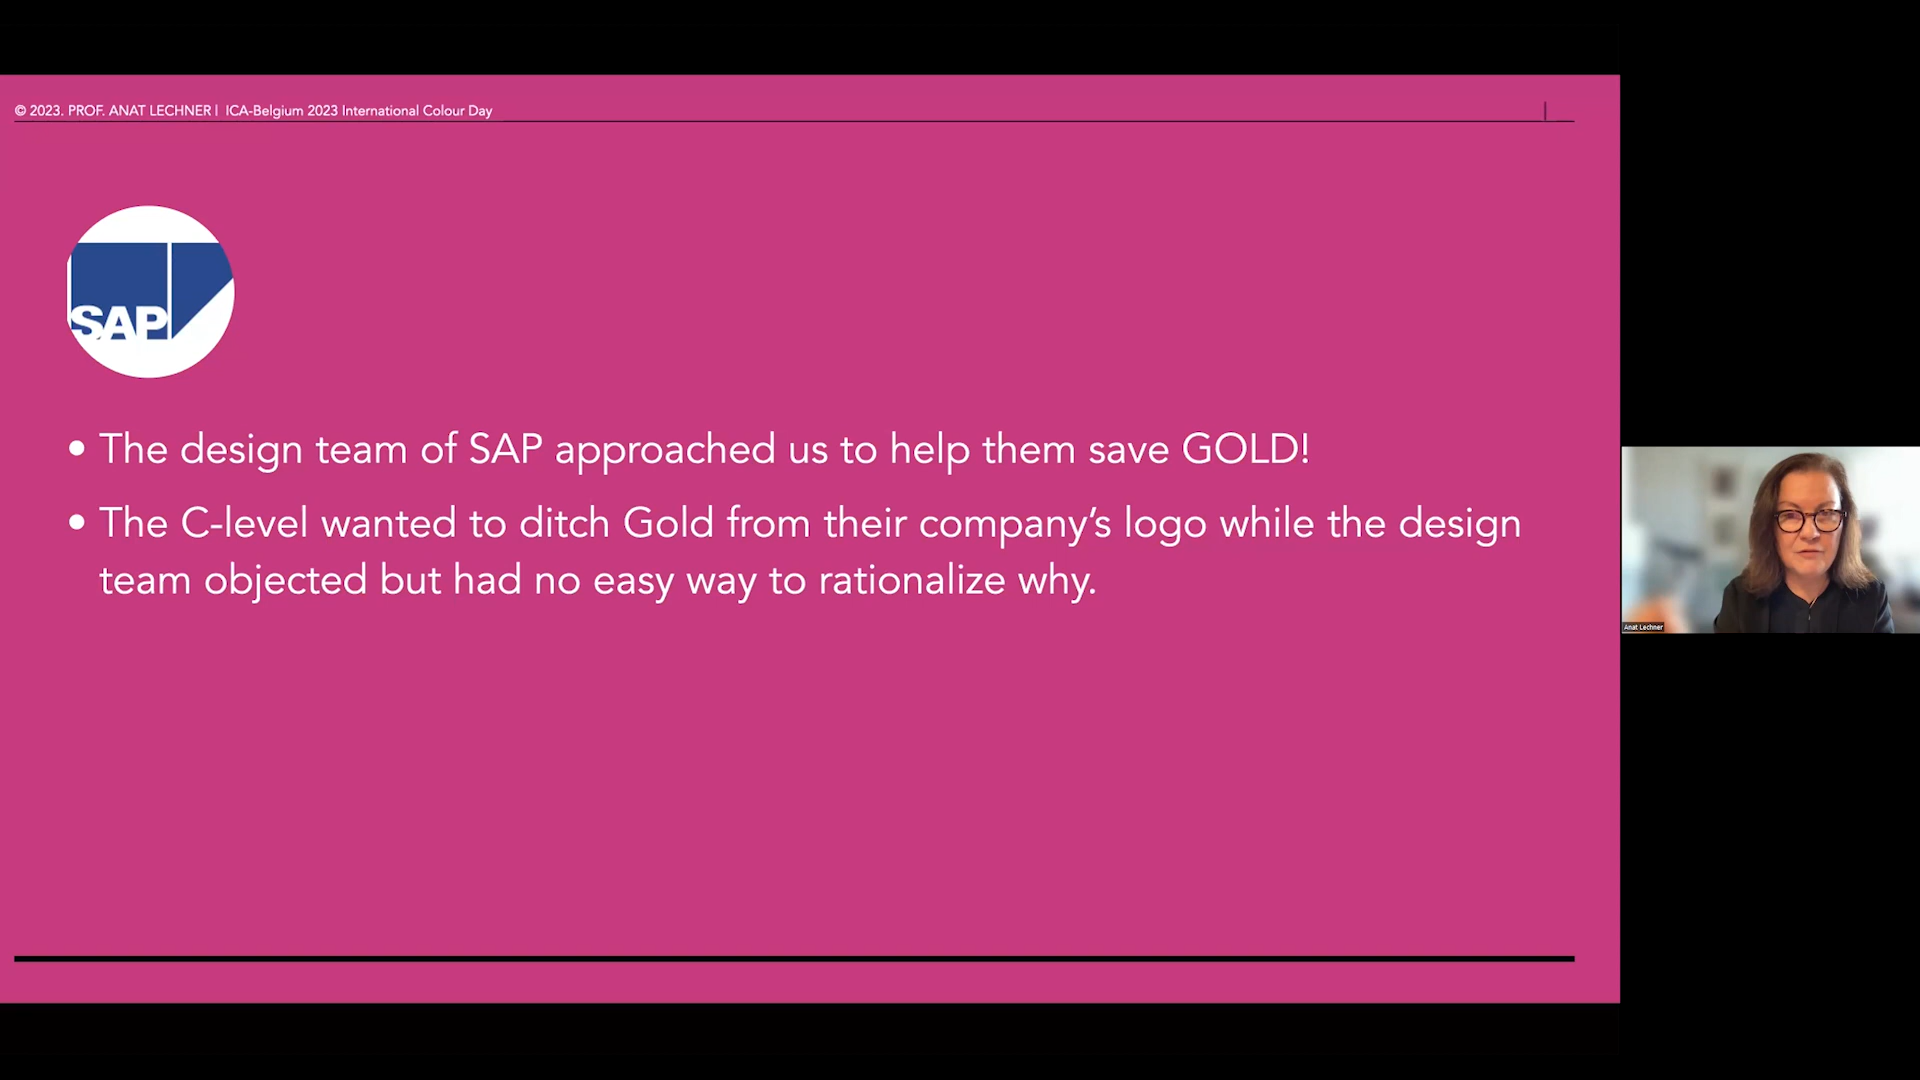 © 2023. PROF. ANAT LECHNER | ICA-Belgium 2023 International Colour Day
SAP
• The design team of SAP approached us to help them save GOLD!
• The C-level wanted to ditch Gold from their company’s logo while the design
team objected but had no easy way to rationalize why.
Anat Lechner